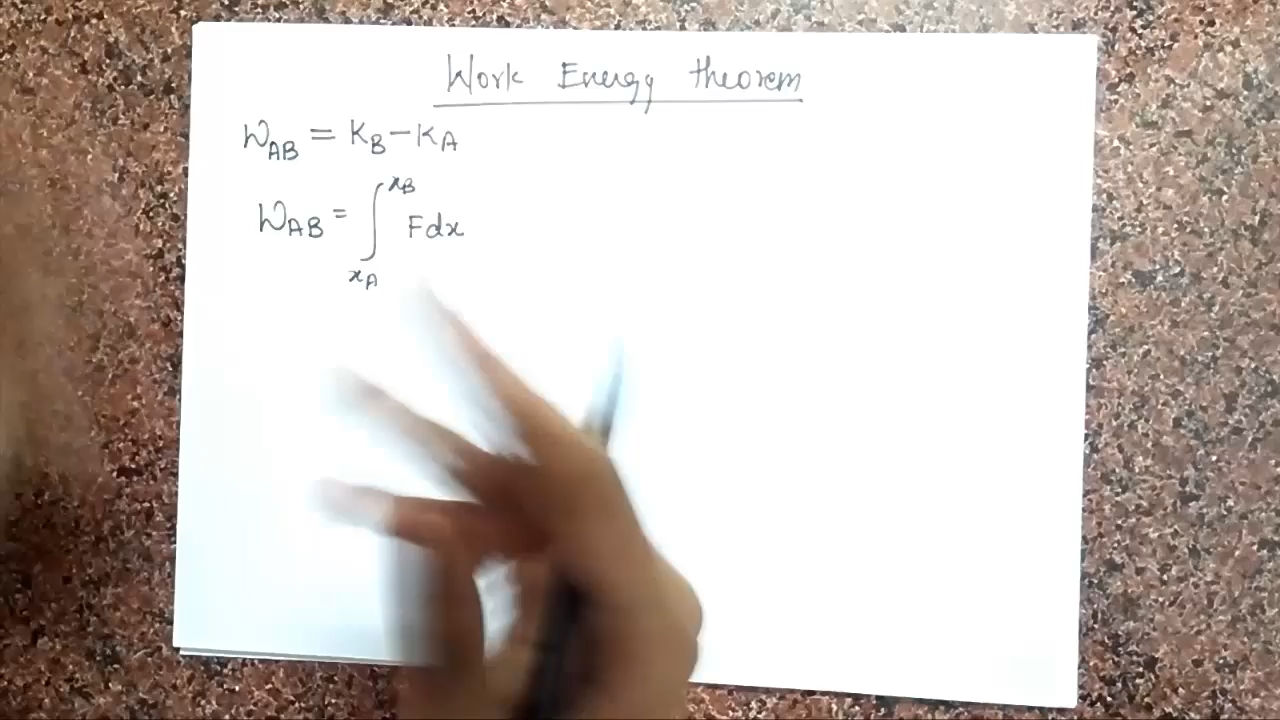 Work Energy theorem
W_AB = K_B − K_A
W_AB = ∫_{x_A}^{x_B} F dx